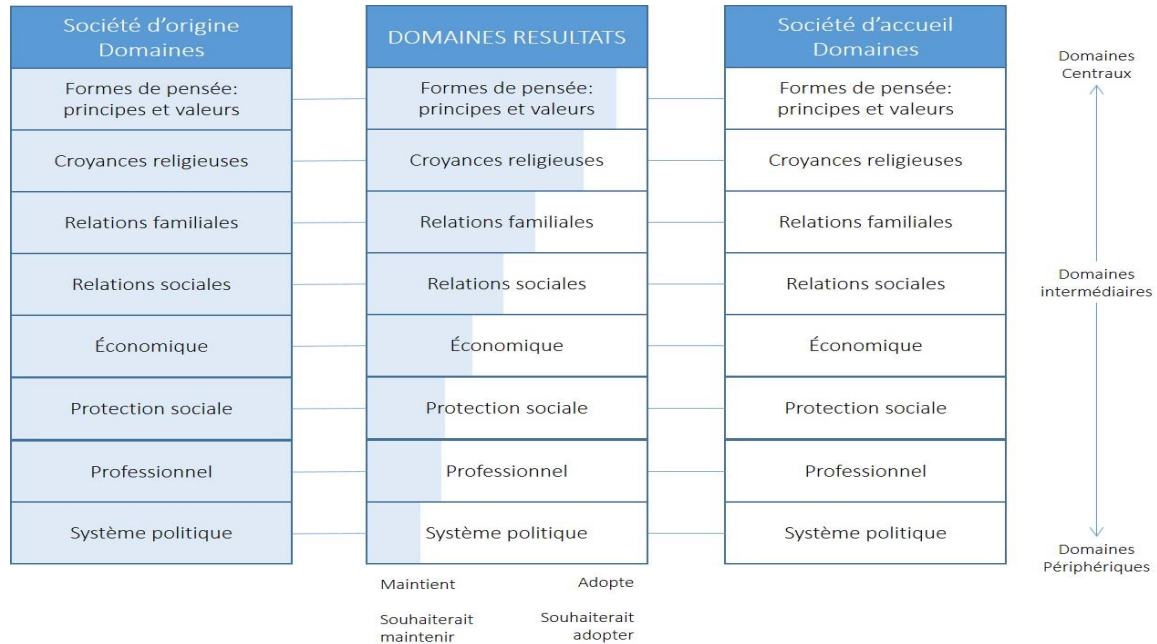 Société d'origine
Domaines
Formes de pensée:
principes et valeurs
Croyances religieuses
Relations familiales
Relations sociales
Économique
Protection sociale
Professionnel
Système politique
DOMAINES RESULTATS
Formes de pensée:
principes et valeurs
Croyances religieuses
Relations familiales
Relations sociales
Économique
Protection sociale
Professionnel
Système politique
Maintient
Adopte
Souhaiterait
maintenir
Souhaiterait
adopter
Société d'accueil
Domaines
Formes de pensée:
principes et valeurs
Croyances religieuses
Relations familiales
Relations sociales
Économique
Protection sociale
Professionnel
Système politique
Domaines
Centraux
Domaines
intermédiaires
Domaines
Périphériques